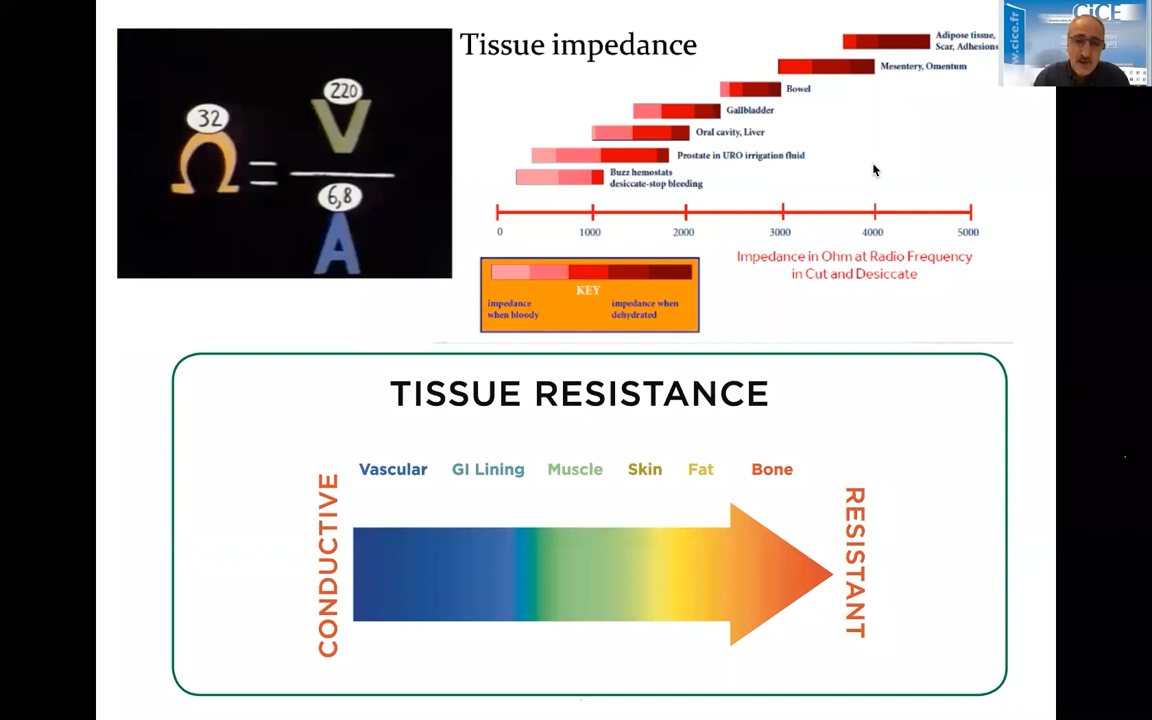 Tissue impedance
32
Ω
=
220
V
6,8
A
Adipose tissue,
Scar, Adhesions
Mesentery, Omentum
Bowel
Gallbladder
Oral cavity, Liver
Prostate in URO irrigation fluid
Buzz hemostats
desiccate-stop bleeding
0 1000 2000 3000 4000 5000
Impedance in Ohm at Radio Frequency
in Cut and Desiccate
KEY
impedance
when bloody
impedance when
dehydrated
www.cice.fr
CICE
TISSUE RESISTANCE
Vascular GI Lining Muscle Skin Fat Bone
CONDUCTIVE
RESISTANT